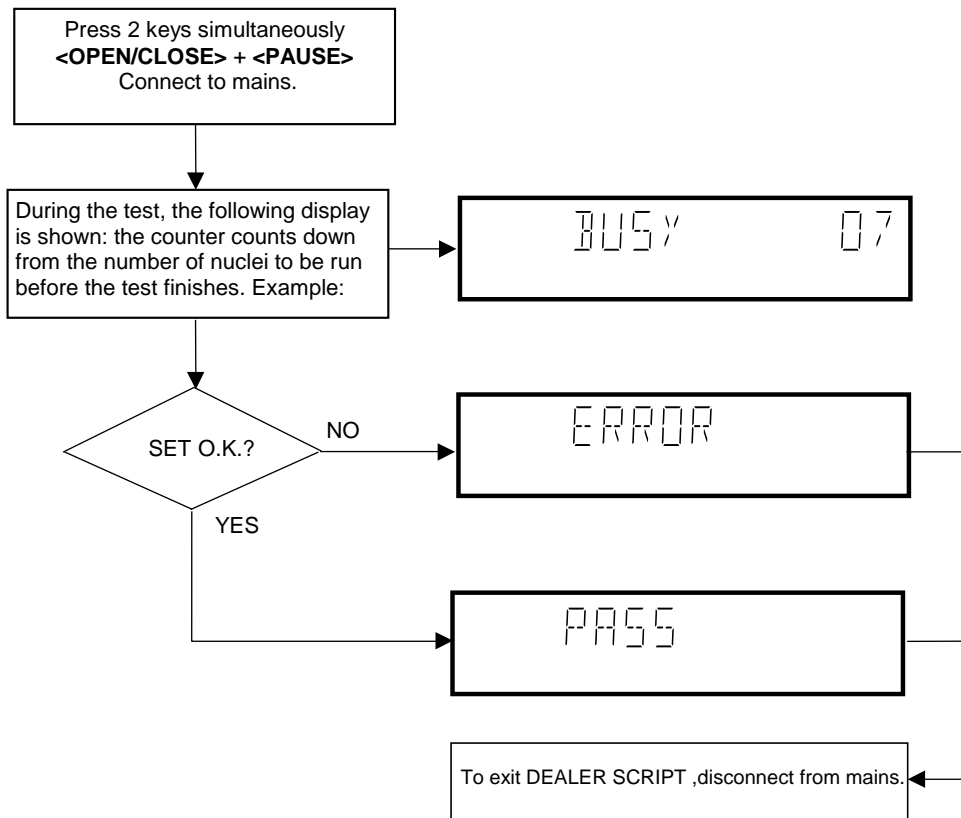 Press 2 keys simultaneously
<OPEN/CLOSE> + <PAUSE>
Connect to mains.
During the test, the following display
is shown: the counter counts down
from the number of nuclei to be run
before the test finishes. Example:
BUSY 07
SET O.K.?
NO
ERROR
YES
PASS
To exit DEALER SCRIPT ,disconnect from mains.